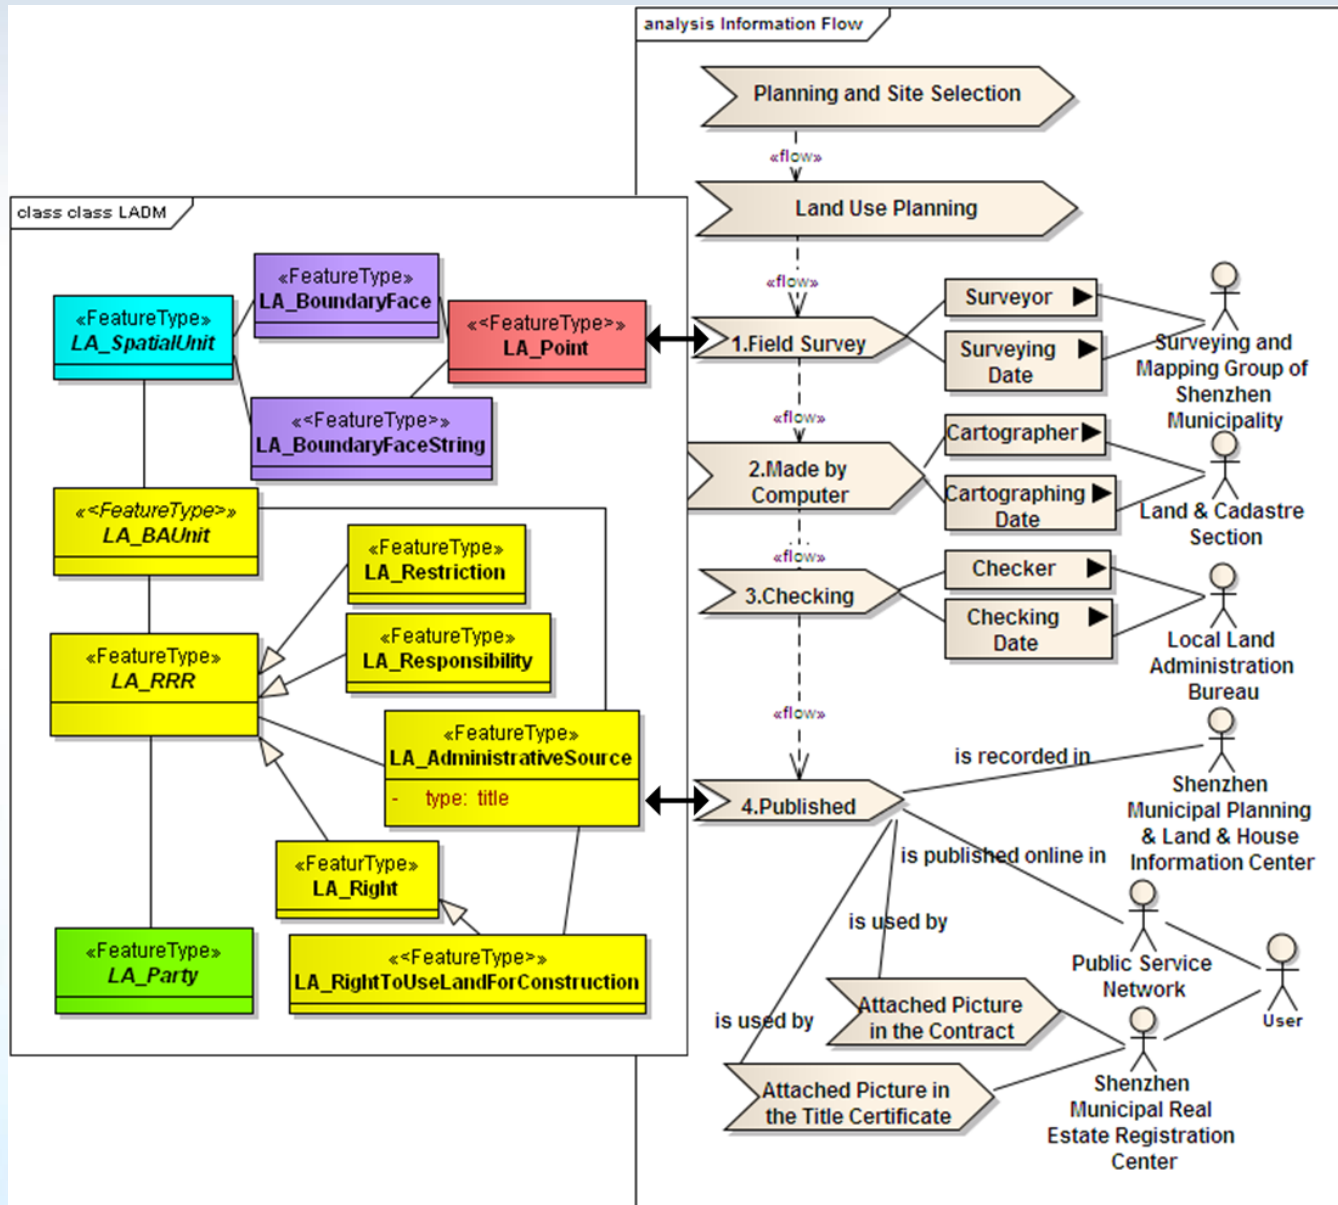 analysis Information Flow
Planning and Site Selection
«flow»
Land Use Planning
«flow»
1.Field Survey
Surveyor
Surveying
Date
Surveying and
Mapping Group of
Shenzhen
Municipality
«flow»
2.Made by
Computer
Cartographer
Cartographing
Date
Land & Cadastre
Section
«flow»
3.Checking
Checker
Checking
Date
Local Land
Administration
Bureau
«flow»
4.Published
is recorded in
Shenzhen
Municipal Planning
& Land & House
Information Center
is published online in
Public Service
Network
User
is used by
Attached Picture
in the Contract
is used by
Attached Picture in
the Title Certificate
Shenzhen
Municipal Real
Estate Registration
Center
class class LADM
«FeatureType»
LA_SpatialUnit
«FeatureType»
LA_BoundaryFace
«<FeatureType>»
LA_Point
«<FeatureType>»
LA_BoundaryFaceString
«<FeatureType>»
LA_BAUnit
«FeatureType»
LA_Restriction
«FeatureType»
LA_Responsibility
«FeatureType»
LA_RRR
«FeatureType»
LA_AdministrativeSource
- type: title
«FeaturType»
LA_Right
«FeatureType»
LA_Party
«<FeatureType>»
LA_RightToUseLandForConstruction